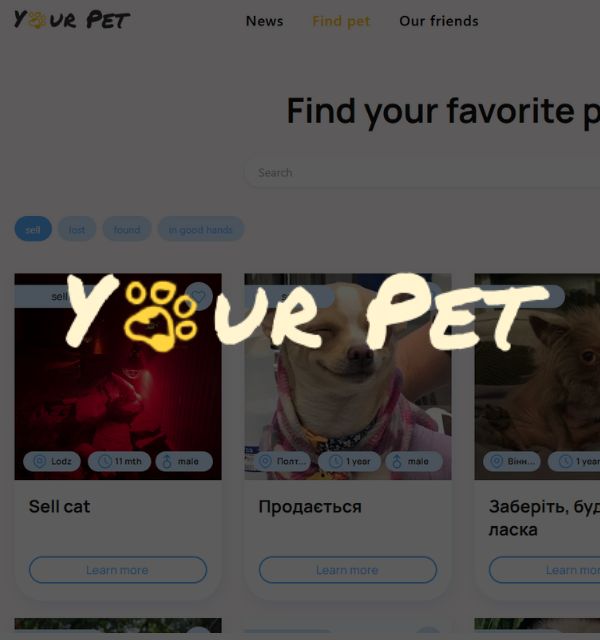 Your Pet
News Find pet Our friends
Find your favorite p
Search
sell lost found in good hands
Your Pet
sell
Lodz 11 mth male
Полт... 1 year male
Вінн... 1 year
Sell cat
Продається
Заберіть, буд
ласка
Learn more
Learn more
Learn mo